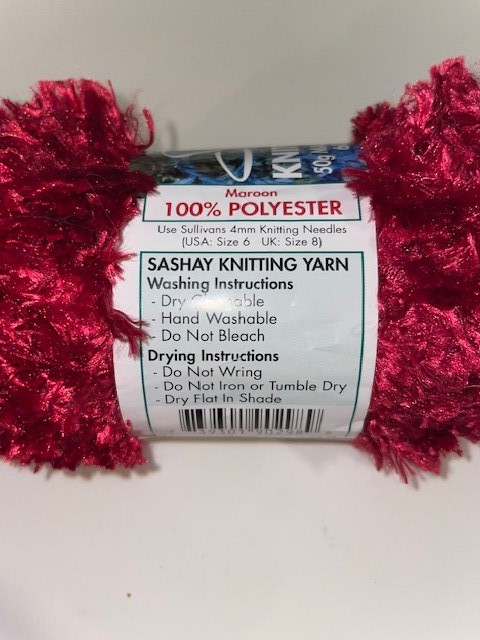 KNI
50g
Maroon
100% POLYESTER
Use Sullivans 4mm Knitting Needles
(USA: Size 6 UK: Size 8)
SASHAY KNITTING YARN
Washing Instructions
- Dry
- Hand Washable
- Do Not Bleach
Drying Instructions
- Do Not Wring
- Do Not Iron or Tumble Dry
- Dry Flat In Shade